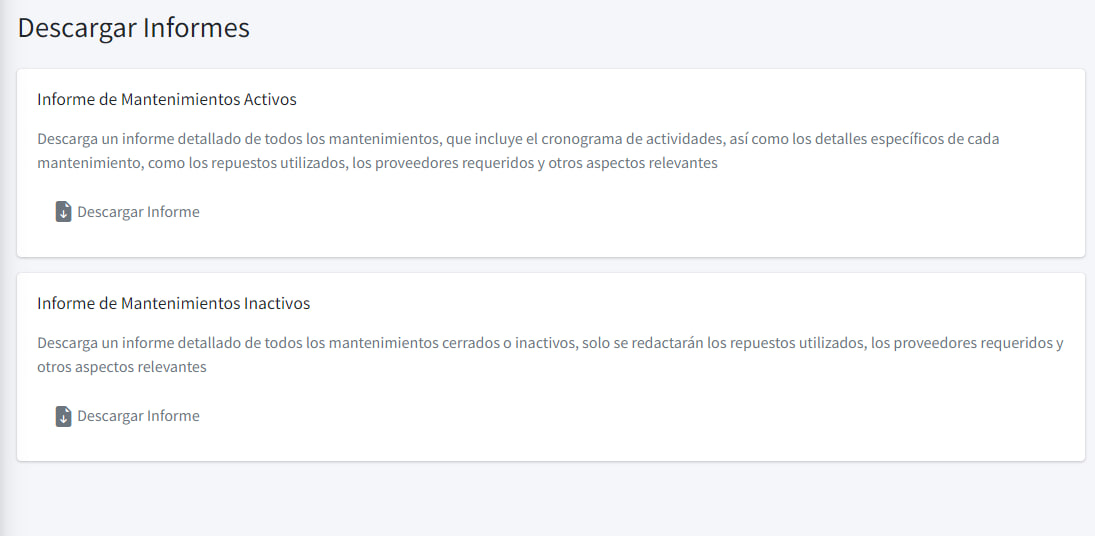 Descargar Informes
Informe de Mantenimientos Activos
Descarga un informe detallado de todos los mantenimientos, que incluye el cronograma de actividades, así como los detalles específicos de cada
mantenimiento, como los repuestos utilizados, los proveedores requeridos y otros aspectos relevantes
Descargar Informe
Informe de Mantenimientos Inactivos
Descarga un informe detallado de todos los mantenimientos cerrados o inactivos, solo se redactarán los repuestos utilizados, los proveedores requeridos y
otros aspectos relevantes
Descargar Informe